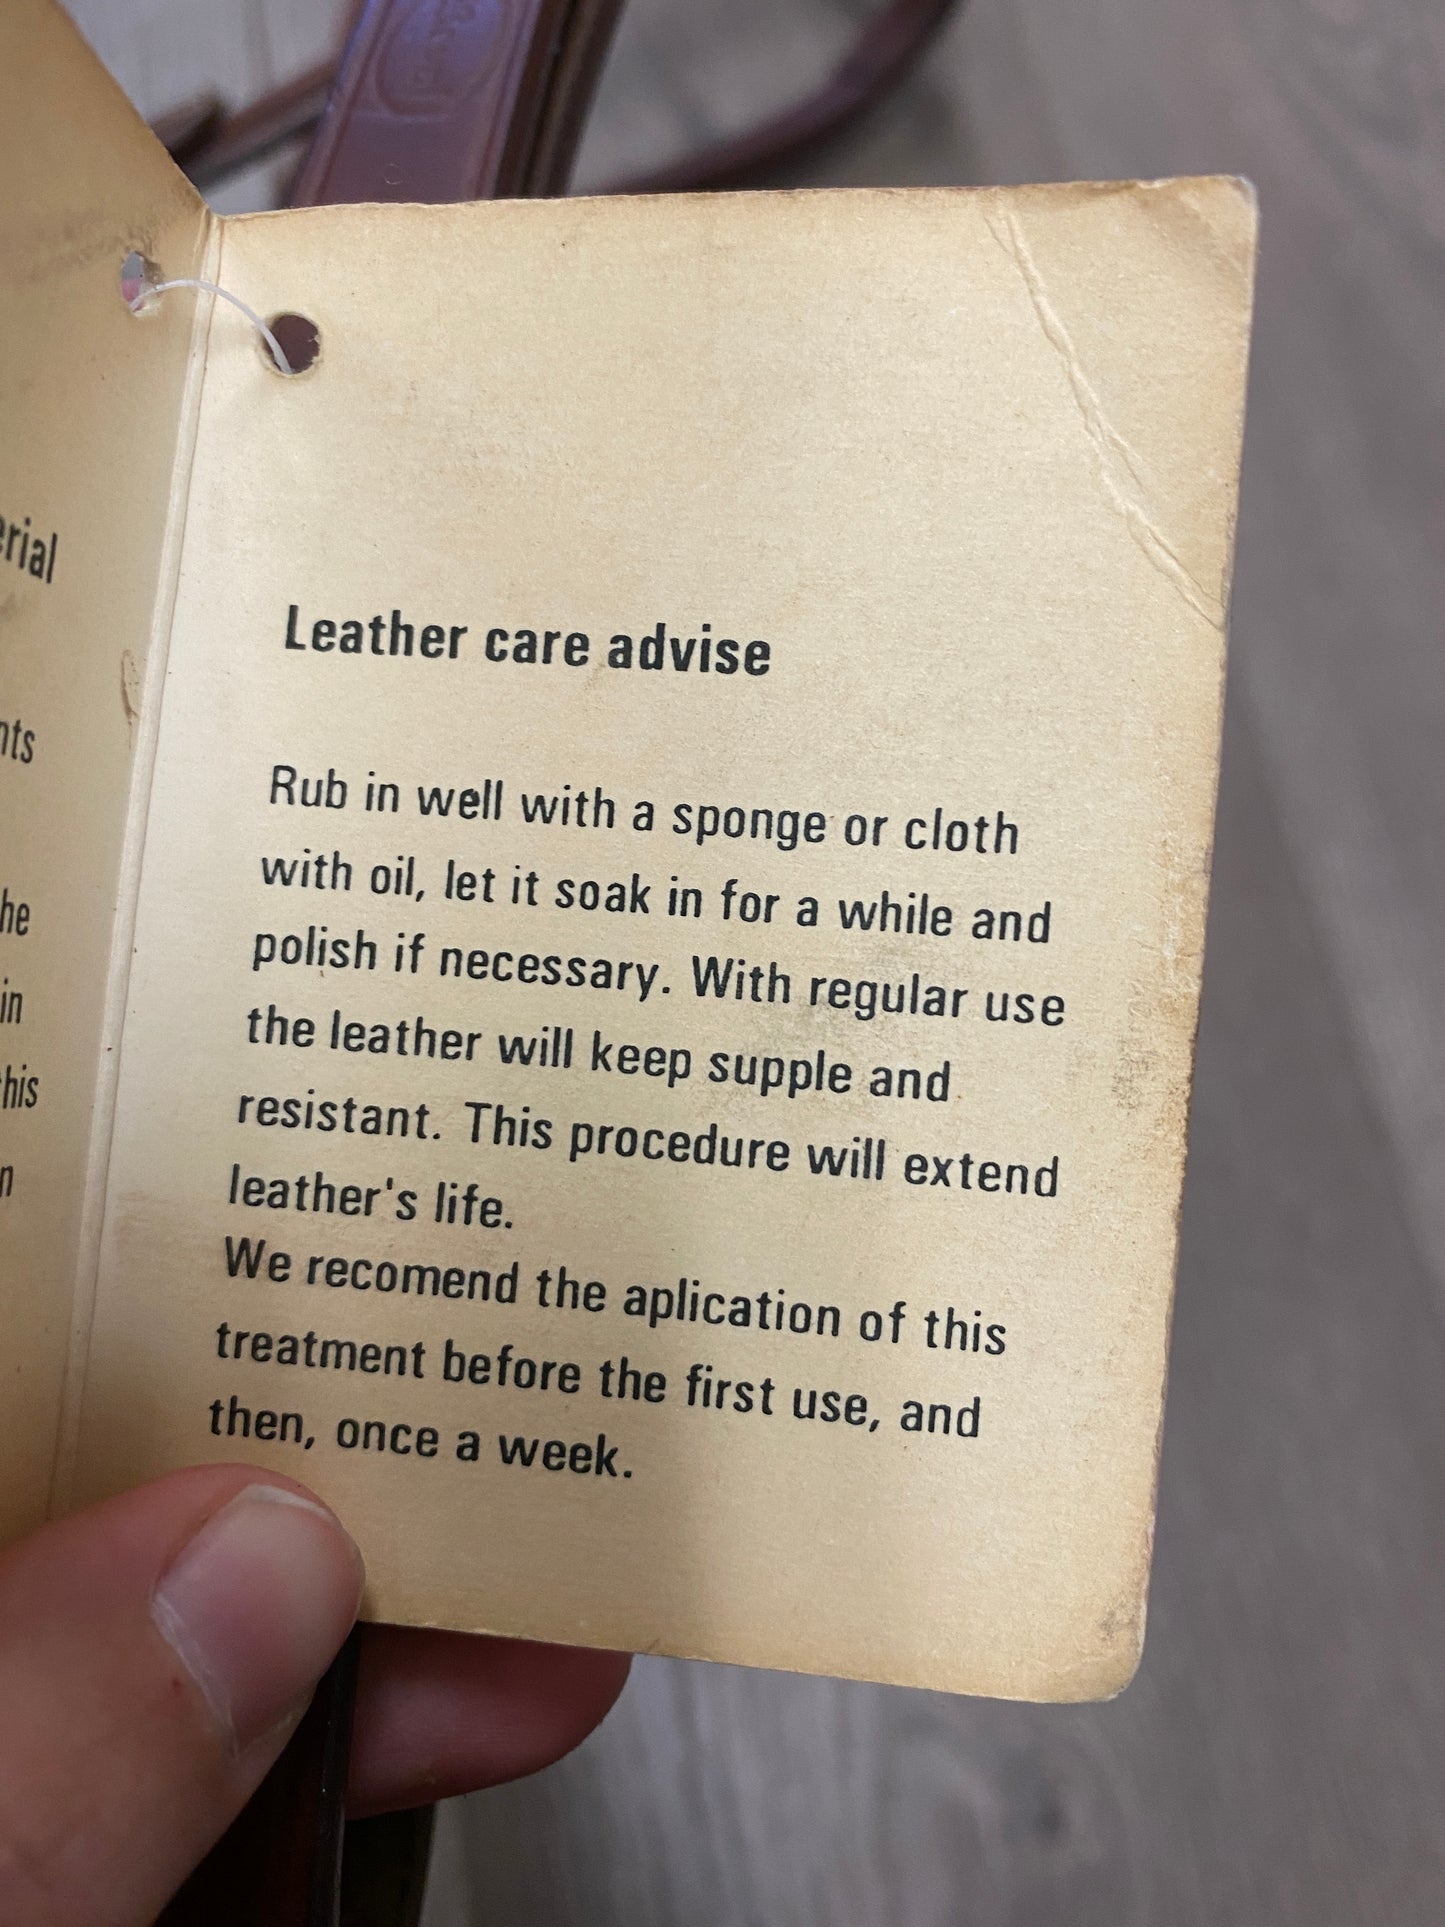 erial
nts
he
in
this
n
Leather care advise
Rub in well with a sponge or cloth
with oil, let it soak in for a while and
polish if necessary. With regular use
the leather will keep supple and
resistant. This procedure will extend
leather's life.
We recomend the aplication of this
treatment before the first use, and
then, once a week.